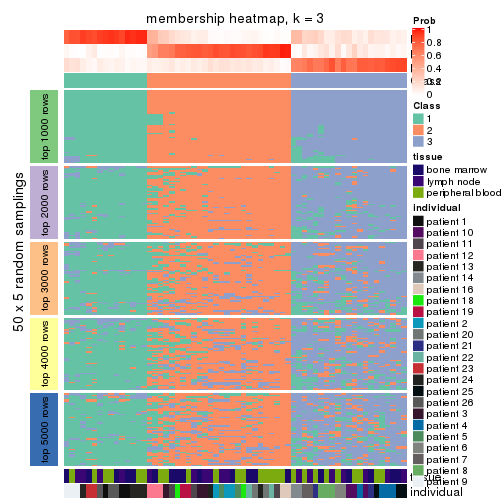 membership heatmap, k = 3
50 x 5 random samplings
top 1000 rows
top 2000 rows
top 3000 rows
top 4000 rows
top 5000 rows
Prob
1
0.8
0.6
0.4
0.2
0
Class
Class
1
2
3
tissue
bone marrow
lymph node
peripheral blood
individual
patient 1
patient 10
patient 11
patient 12
patient 13
patient 14
patient 16
patient 18
patient 19
patient 2
patient 20
patient 21
patient 22
patient 23
patient 24
patient 25
patient 26
patient 3
patient 4
patient 5
patient 6
patient 7
patient 8
patient 9
tissue
individual